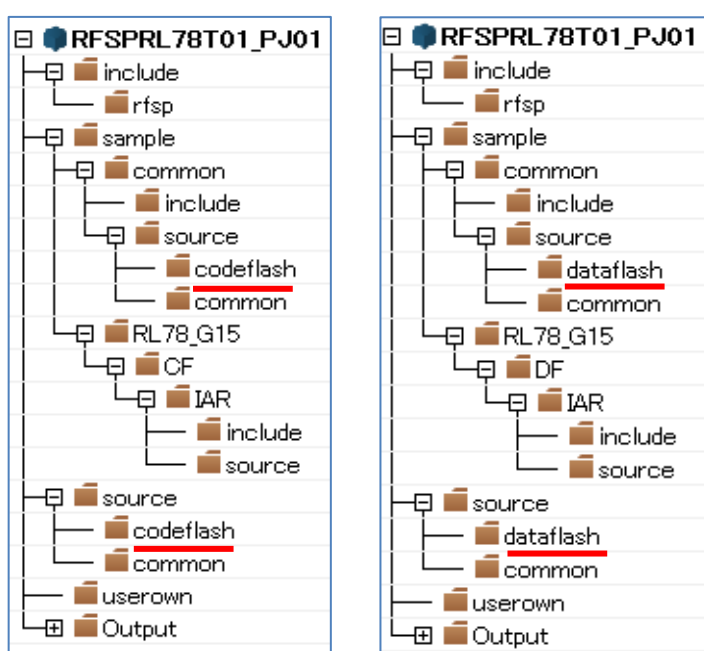 RFSPRL78T01_PJ01
include
rfsp
sample
common
include
source
codeflash
common
RL78_G15
CF
IAR
include
source
source
codeflash
common
userown
Output
RFSPRL78T01_PJ01
include
rfsp
sample
common
include
source
dataflash
common
RL78_G15
DF
IAR
include
source
source
dataflash
common
userown
Output